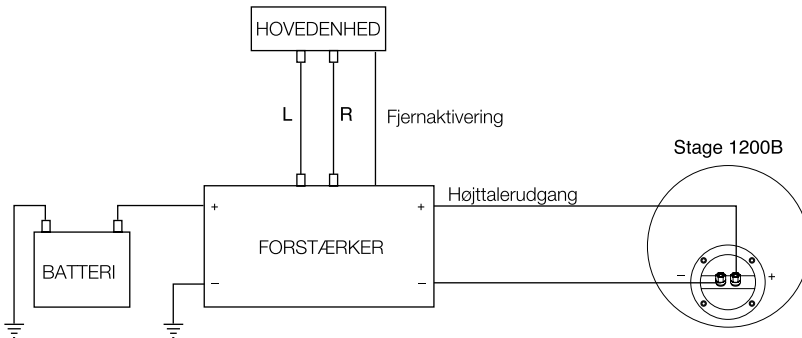 HOVEDENHED
L
R
Fjernaktivering
Stage 1200B
Højttalerudgang
+
+
BATTERI
FORSTÆRKER
−
+
−
−